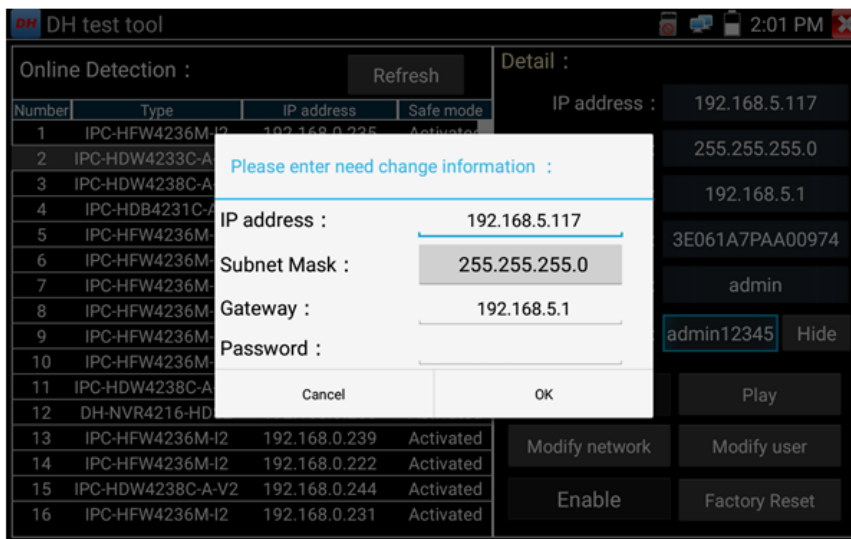 DH DH test tool 2:01 PM
Online Detection : Refresh
Number Type IP address Safe mode
1 IPC-HFW4236M-I2 192.168.0.235 Activated
2 IPC-HDW4233C-A-
3 IPC-HDW4238C-A-
4 IPC-HDB4231C-A
5 IPC-HFW4236M-
6 IPC-HFW4236M-
7 IPC-HFW4236M-
8 IPC-HFW4236M-
9 IPC-HFW4236M-
10 IPC-HFW4236M-
11 IPC-HDW4238C-A-
12 DH-NVR4216-HD
13 IPC-HFW4236M-I2 192.168.0.239 Activated
14 IPC-HFW4236M-I2 192.168.0.222 Activated
15 IPC-HDW4238C-A-V2 192.168.0.244 Activated
16 IPC-HFW4236M-I2 192.168.0.231 Activated
Please enter need change information :
IP address : 192.168.5.117
Subnet Mask : 255.255.255.0
Gateway : 192.168.5.1
Password :
Cancel OK
Detail :
IP address : 192.168.5.117
255.255.255.0
192.168.5.1
3E061A7PAA00974
admin
admin12345 Hide
Play
Modify network Modify user
Enable Factory Reset